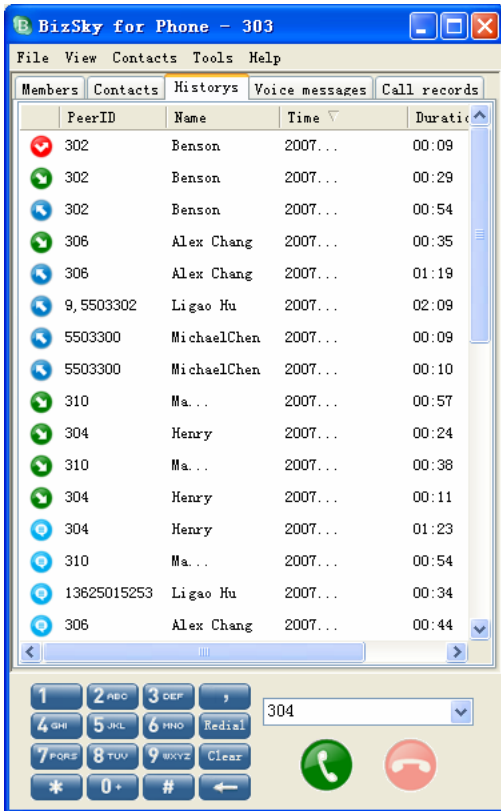 BizSky for Phone - 303
File View Contacts Tools Help
Members Contacts Historys Voice messages Call records
PeerID Name Time Duratic
302 Benson 2007... 00:09
302 Benson 2007... 00:29
302 Benson 2007... 00:54
306 Alex Chang 2007... 00:35
306 Alex Chang 2007... 01:19
9,5503302 Ligao Hu 2007... 02:09
5503300 MichaelChen 2007... 00:09
5503300 MichaelChen 2007... 00:10
310 Ma... 2007... 00:57
304 Henry 2007... 00:24
310 Ma... 2007... 00:38
304 Henry 2007... 00:11
304 Henry 2007... 01:23
310 Ma... 2007... 00:54
13625015253 Ligao Hu 2007... 00:34
306 Alex Chang 2007... 00:44
1 2 ABC 3 DEF ,
304
4 GHI 5 JKL 6 MNO Redial
7 PQRS 8 TUV 9 WXYZ Clear
* 0 + #